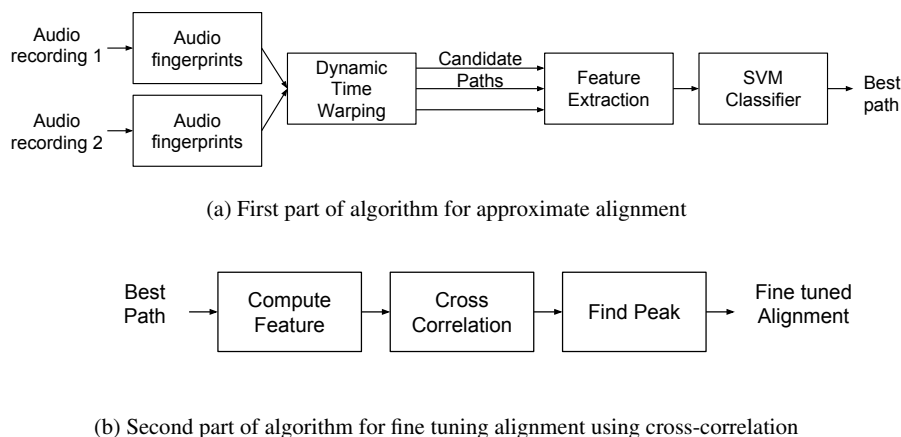 Audio
recording 1
Audio
fingerprints
Audio
recording 2
Audio
fingerprints
Dynamic
Time
Warping
Candidate
Paths
Feature
Extraction
SVM
Classifier
Best
path
(a) First part of algorithm for approximate alignment
Best
Path
Compute
Feature
Cross
Correlation
Find Peak
Fine tuned
Alignment
(b) Second part of algorithm for fine tuning alignment using cross-correlation